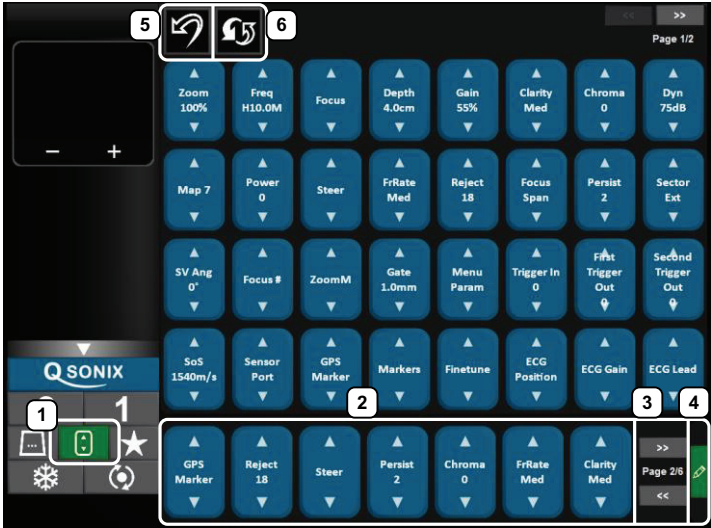 5
6
<< >>
Page 1/2
Zoom
100%
Freq
H10.0M
Focus
Depth
4.0cm
Gain
55%
Clarity
Med
Chroma
0
Dyn
75dB
− +
Map 7
Power
0
Steer
FrRate
Med
Reject
18
Focus
Span
Persist
2
Sector
Ext
SV Ang
0°
Focus #
ZoomM
Gate
1.0mm
Menu
Param
Trigger In
0
First
Trigger
Out
0
Second
Trigger
Out
0
SoS
1540m/s
Sensor
Port
GPS
Marker
Markers
Finetune
ECG
Position
ECG Gain
ECG Lead
QSONIX
1
1
2
3
4
GPS
Marker
Reject
18
Steer
Persist
2
Chroma
0
FrRate
Med
Clarity
Med
>>
Page 2/6
<<